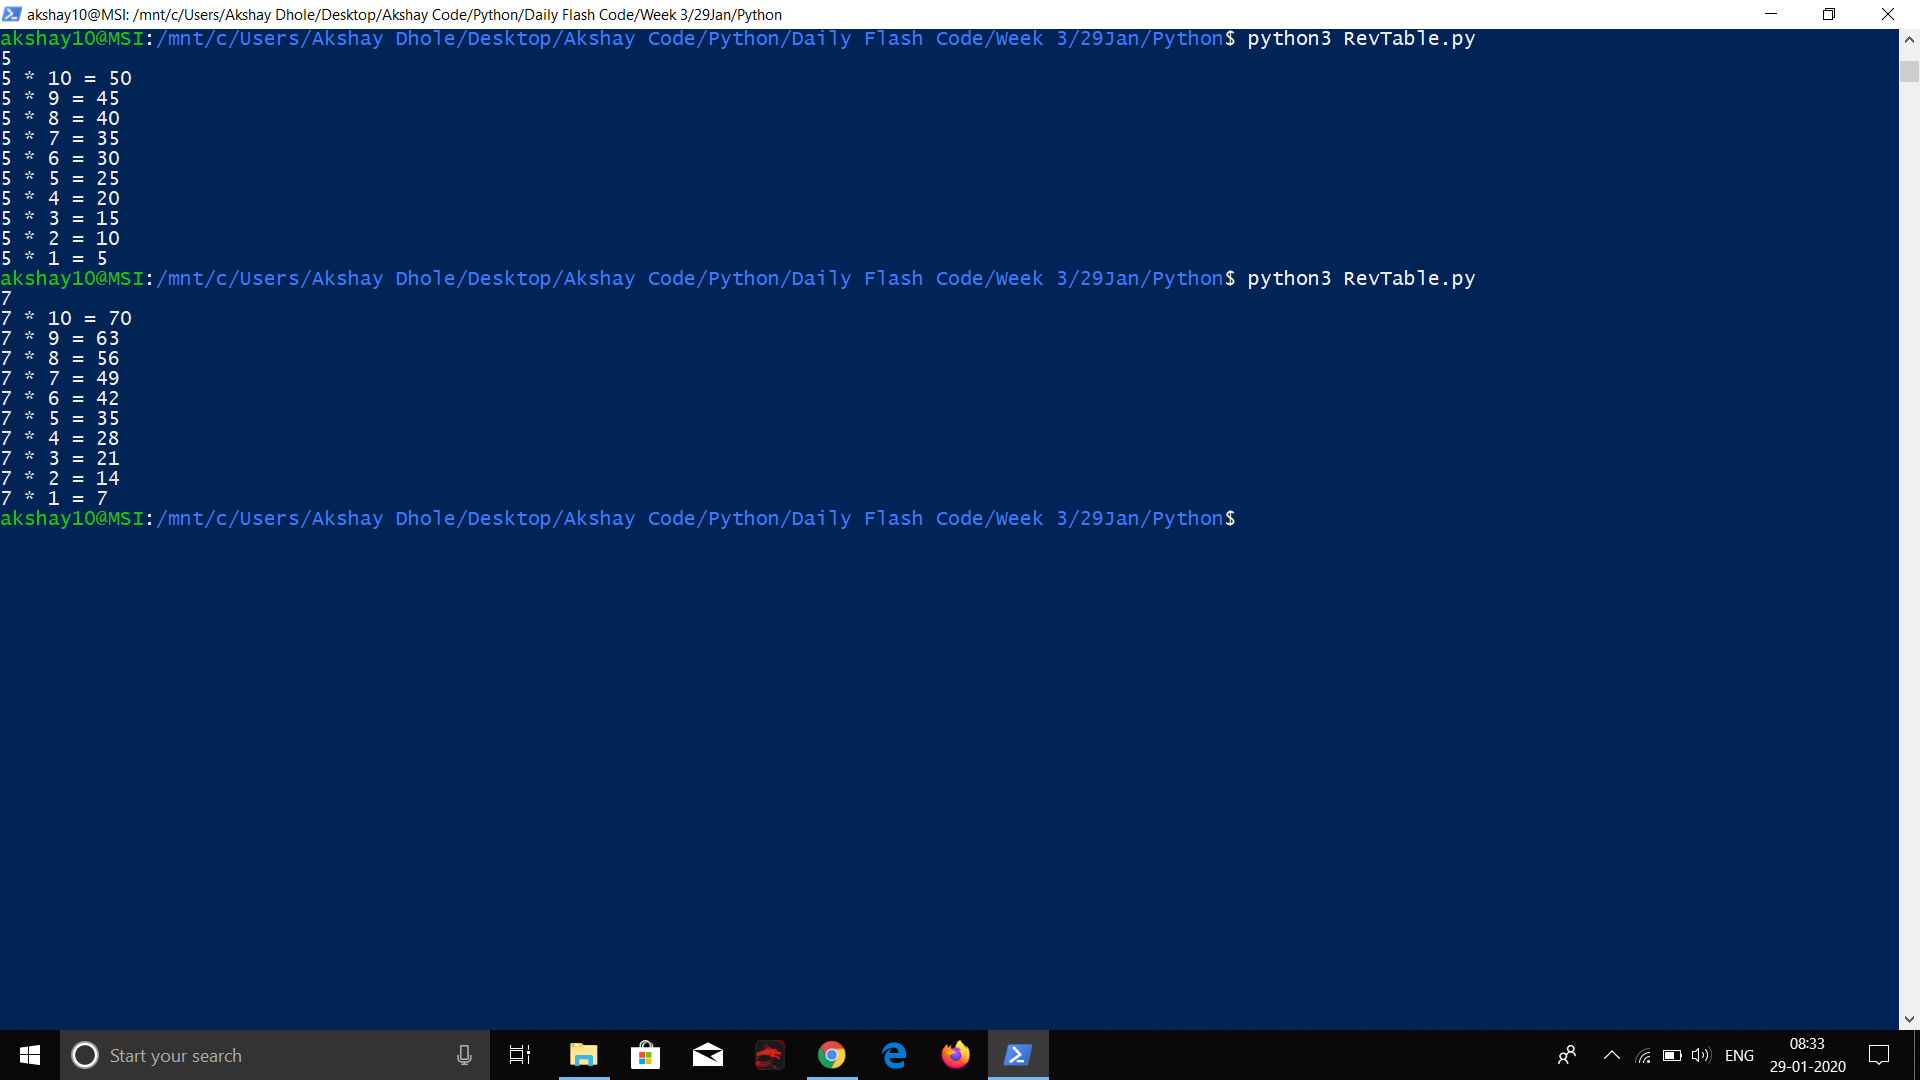 akshay10@MSI: /mnt/c/Users/Akshay Dhole/Desktop/Akshay Code/Python/Daily Flash Code/Week 3/29Jan/Python
akshay10@MSI:/mnt/c/Users/Akshay Dhole/Desktop/Akshay Code/Python/Daily Flash Code/Week 3/29Jan/Python$ python3 RevTable.py
5
5 * 10 = 50
5 * 9 = 45
5 * 8 = 40
5 * 7 = 35
5 * 6 = 30
5 * 5 = 25
5 * 4 = 20
5 * 3 = 15
5 * 2 = 10
5 * 1 = 5
akshay10@MSI:/mnt/c/Users/Akshay Dhole/Desktop/Akshay Code/Python/Daily Flash Code/Week 3/29Jan/Python$ python3 RevTable.py
7
7 * 10 = 70
7 * 9 = 63
7 * 8 = 56
7 * 7 = 49
7 * 6 = 42
7 * 5 = 35
7 * 4 = 28
7 * 3 = 21
7 * 2 = 14
7 * 1 = 7
akshay10@MSI:/mnt/c/Users/Akshay Dhole/Desktop/Akshay Code/Python/Daily Flash Code/Week 3/29Jan/Python$
Start your search
ENG
08:33
29-01-2020